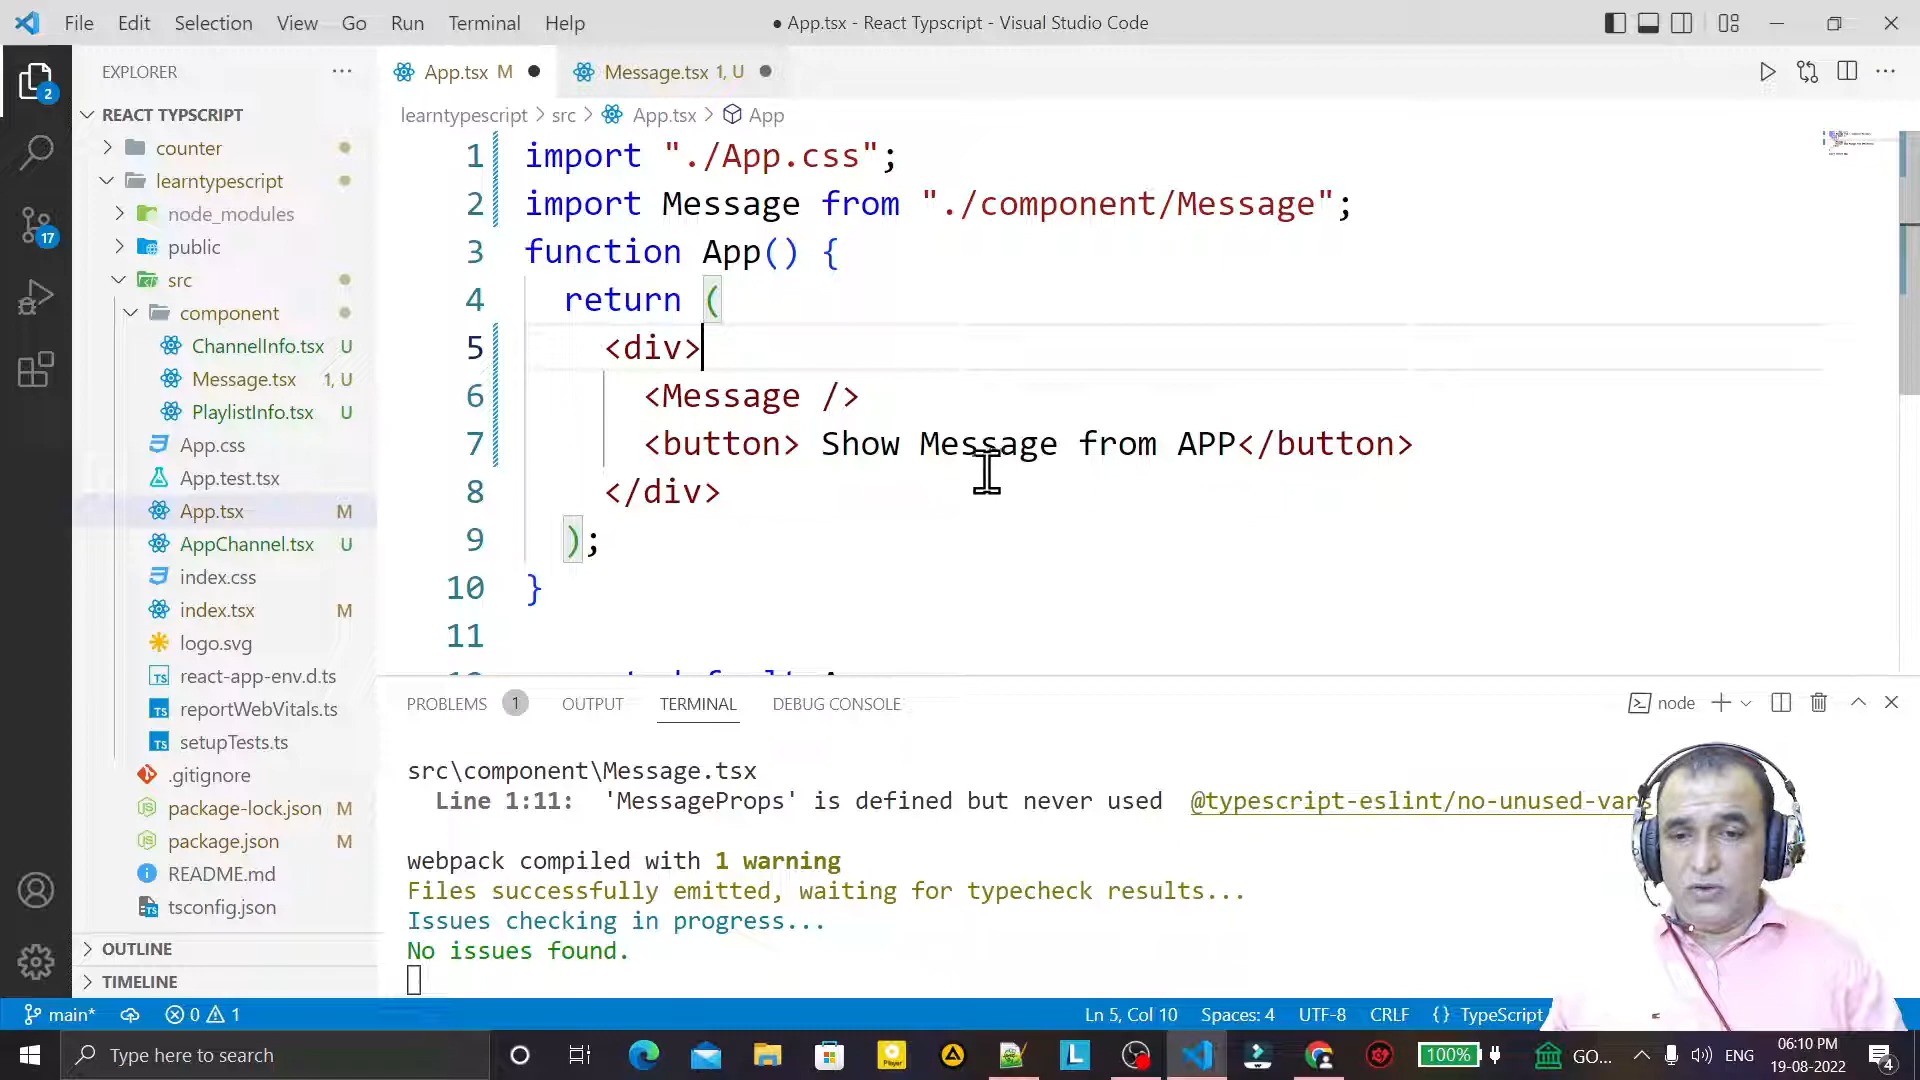 File Edit Selection View Go Run Terminal Help
● App.tsx - React Typscript - Visual Studio Code
2
17
EXPLORER
REACT TYPSCRIPT
counter
learntypescript
node_modules
public
src
component
ChannelInfo.tsx U
Message.tsx 1, U
PlaylistInfo.tsx U
App.css
App.test.tsx
App.tsx M
AppChannel.tsx U
index.css
index.tsx M
logo.svg
react-app-env.d.ts
reportWebVitals.ts
setupTests.ts
.gitignore
package-lock.json M
package.json M
README.md
tsconfig.json
OUTLINE
TIMELINE
App.tsx M
Message.tsx 1, U
learntypescript > src > App.tsx > App
1 import "./App.css";
2 import Message from "./component/Message";
3 function App() {
4 return (
5 <div>
6 <Message />
7 <button> Show Message from APP</button>
8 </div>
9 );
10 }
11
PROBLEMS 1 OUTPUT TERMINAL DEBUG CONSOLE
node
src\component\Message.tsx
Line 1:11: 'MessageProps' is defined but never used @typescript-eslint/no-unused-vars
webpack compiled with 1 warning
Files successfully emitted, waiting for typecheck results...
Issues checking in progress...
No issues found.
main* 0 1
Ln 5, Col 10 Spaces: 4 UTF-8 CRLF {} TypeScript
Type here to search
Player
L
100%
GO...
ENG
06:10 PM
19-08-2022
4